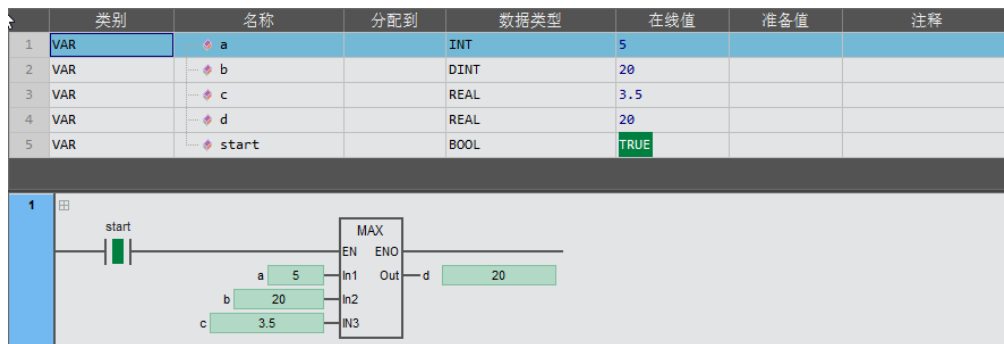 类别 名称 分配到 数据类型 在线值 准备值 注释
1 VAR a INT 5
2 VAR b DINT 20
3 VAR c REAL 3.5
4 VAR d REAL 20
5 VAR start BOOL TRUE
1
start
MAX
EN ENO
a 5 In1 Out d 20
b 20 In2
c 3.5 IN3